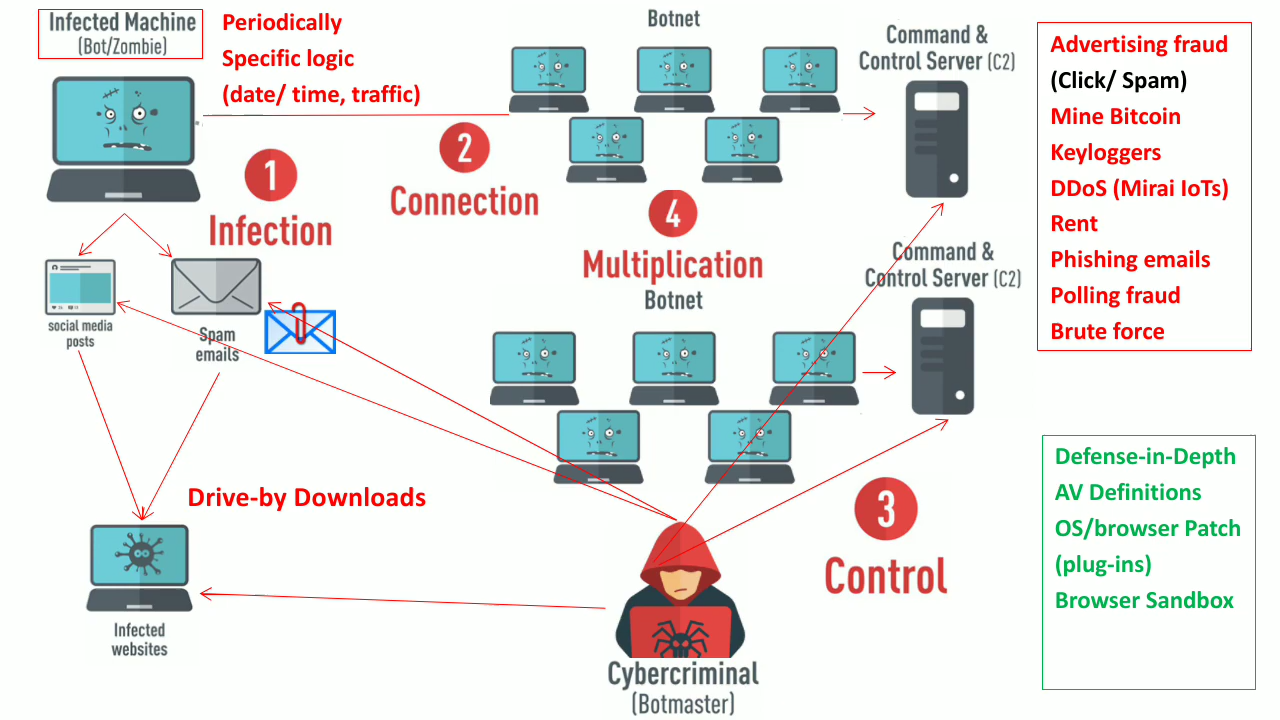 Infected Machine
(Bot/Zombie)
Periodically
Specific logic
(date/ time, traffic)
1
Infection
2
Connection
Botnet
4
Multiplication
Botnet
Command &
Control Server (C2)
Command &
Control Server (C2)
social media
posts
Spam
emails
Drive-by Downloads
Infected
websites
3
Control
Cybercriminal
(Botmaster)
Advertising fraud
(Click/ Spam)
Mine Bitcoin
Keyloggers
DDoS (Mirai IoTs)
Rent
Phishing emails
Polling fraud
Brute force
Defense-in-Depth
AV Definitions
OS/browser Patch
(plug-ins)
Browser Sandbox